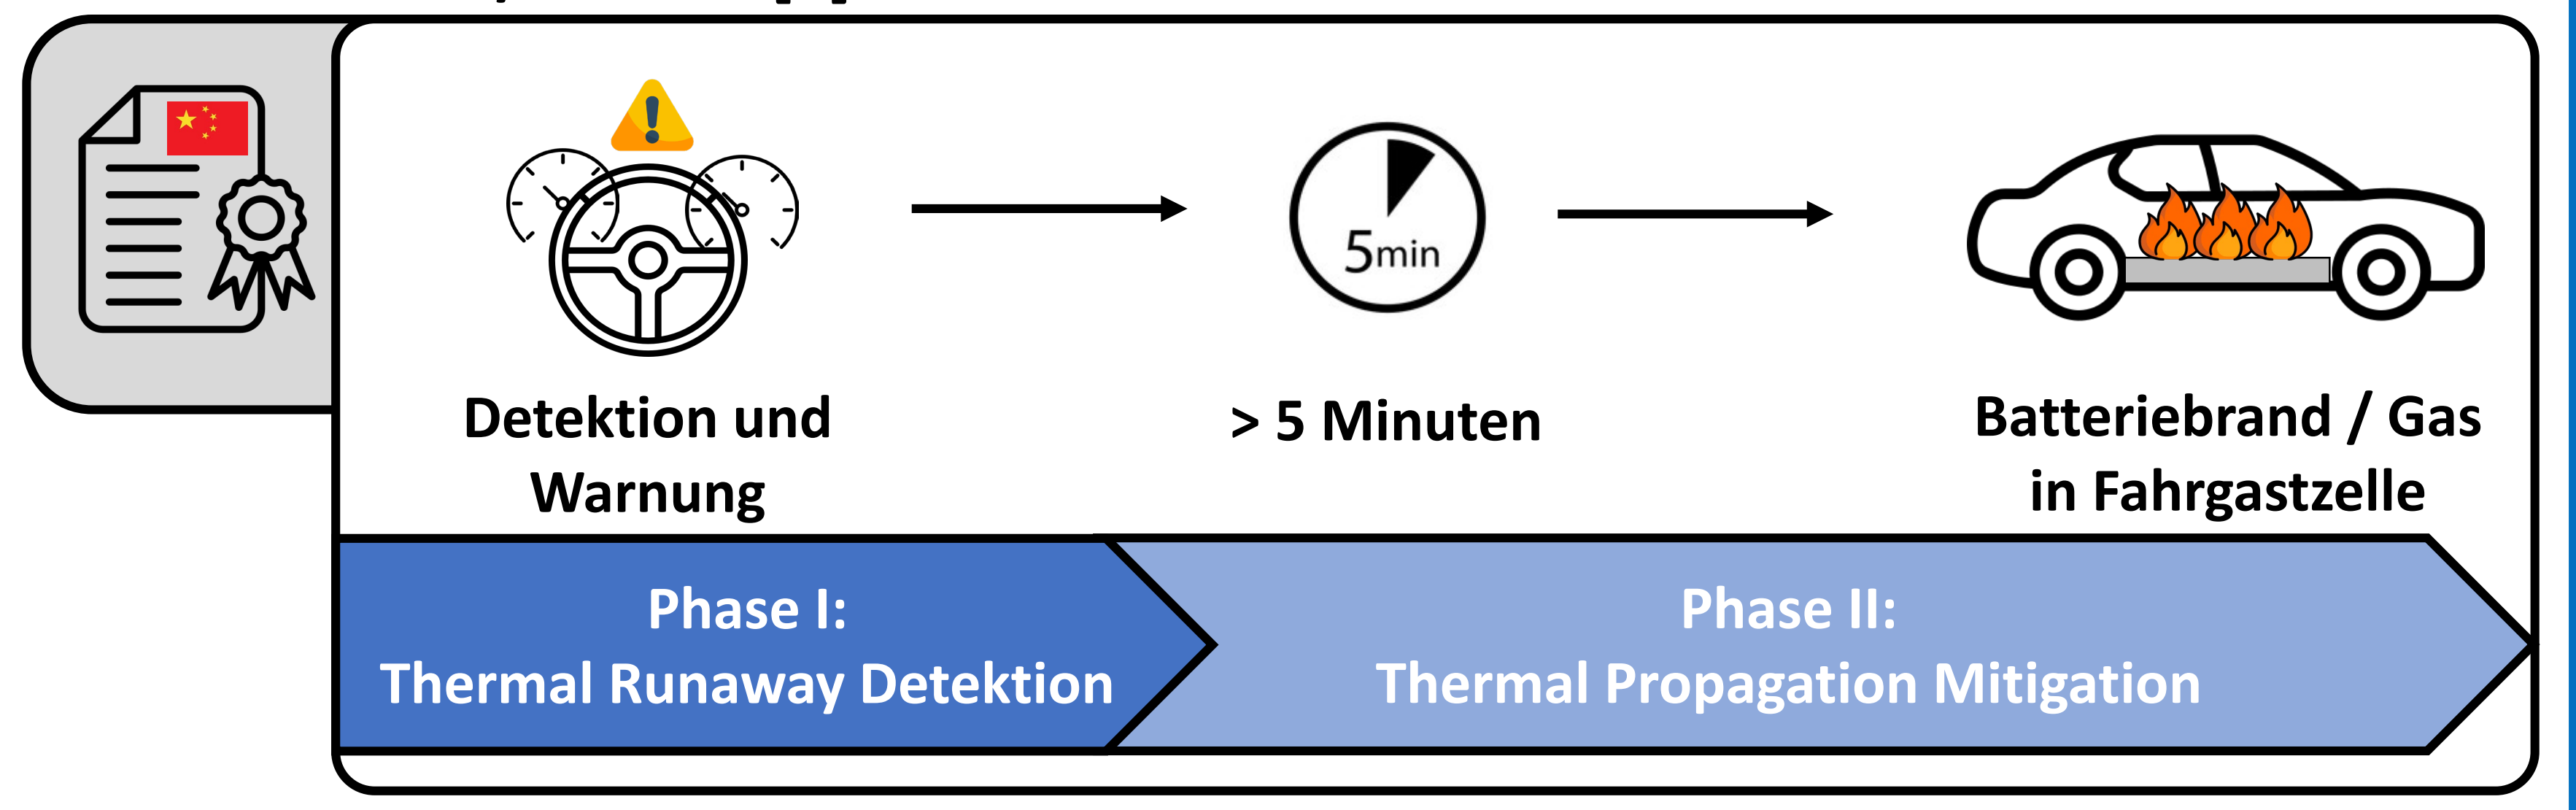 5min
Detektion und
Warnung
> 5 Minuten
Batteriebrand / Gas
in Fahrgastzelle
Phase I:
Thermal Runaway Detektion
Phase II:
Thermal Propagation Mitigation